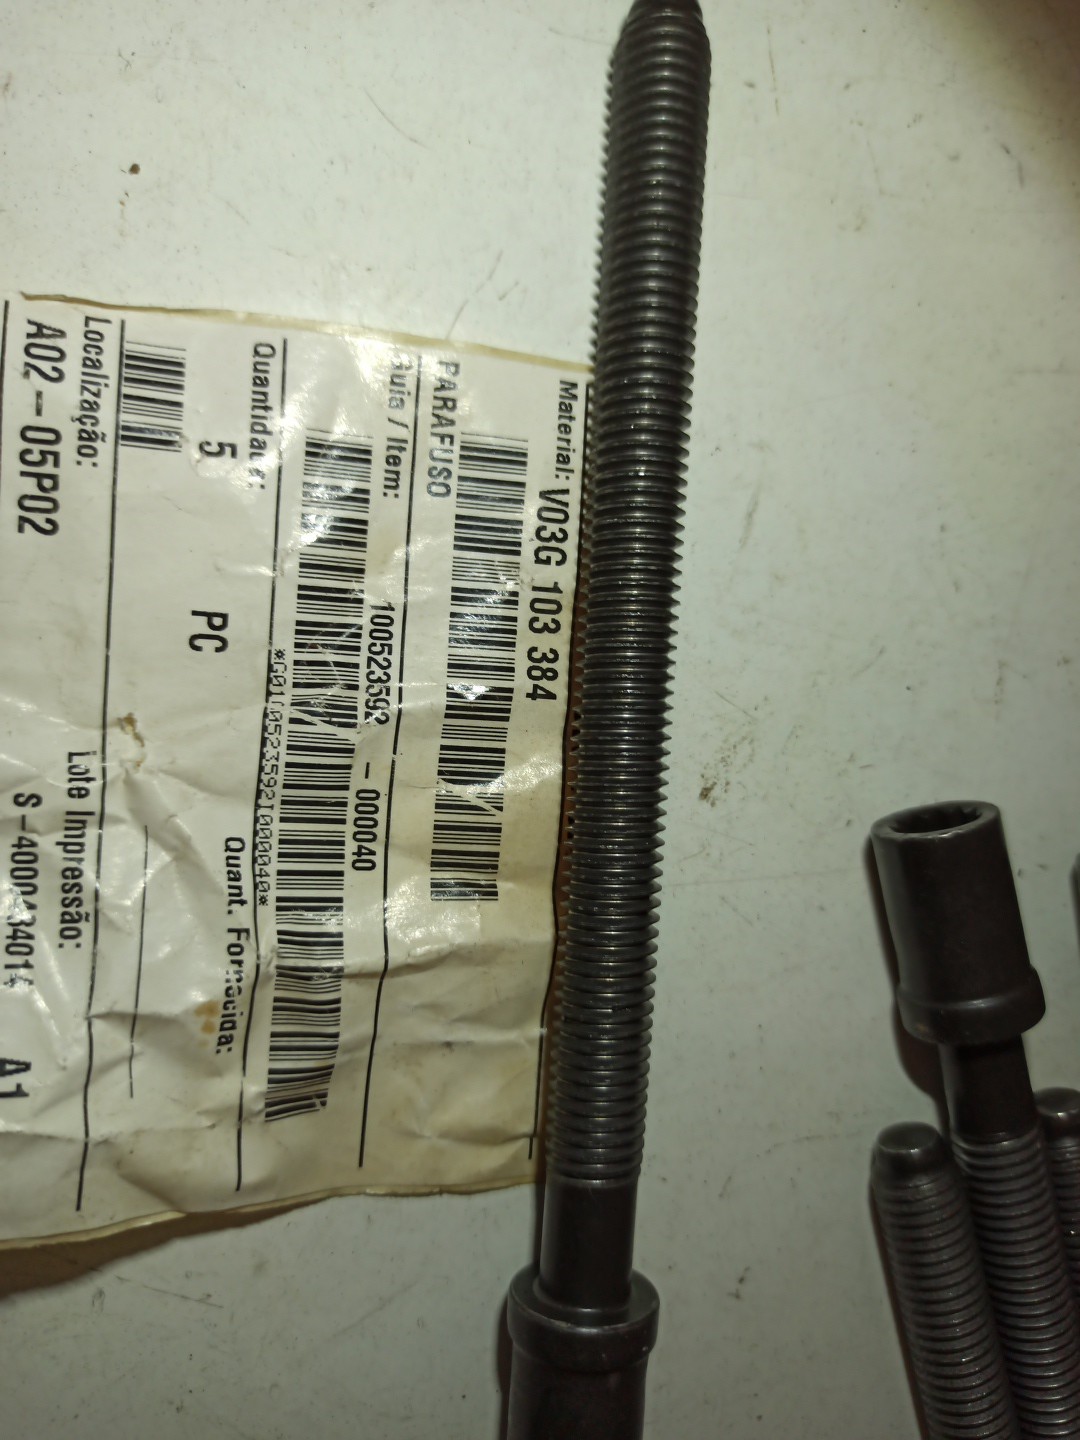 Material: V03G 103 384
PARAFUSO
Guia / Item: 100523592 - 000040
Quantidade: 5 PC
Quant. Fornecida:
Localização: Lote Impressão:
A02-05P02 A1